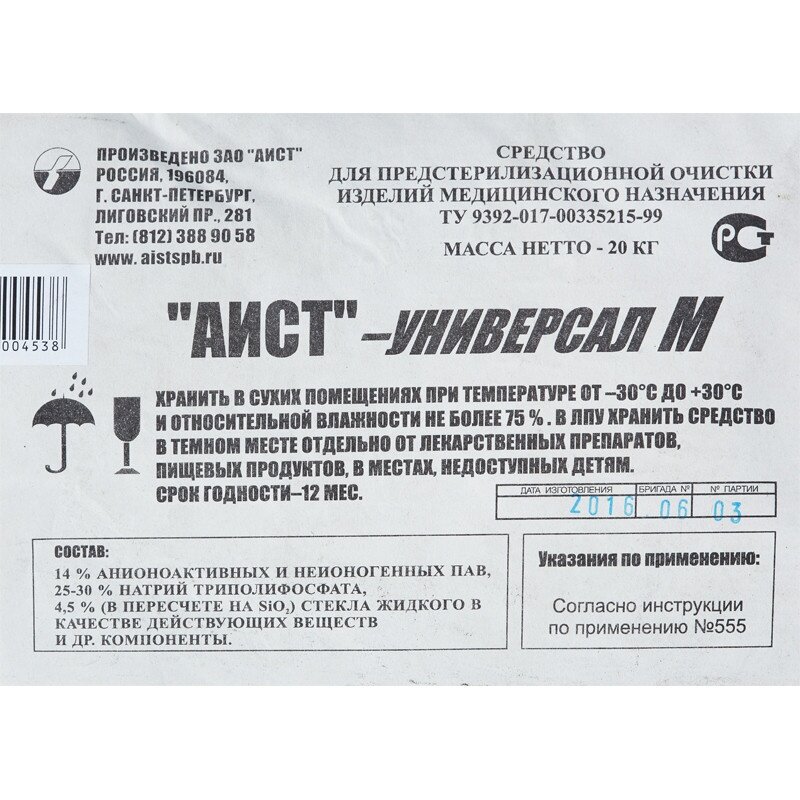 ПРОИЗВЕДЕНО ЗАО "АИСТ"
РОССИЯ, 196084,
Г. САНКТ-ПЕТЕРБУРГ,
ЛИГОВСКИЙ ПР., 281
Тел: (812) 388 90 58
www. aistspb.ru
СРЕДСТВО
ДЛЯ ПРЕДСТЕРИЛИЗАЦИОННОЙ ОЧИСТКИ
ИЗДЕЛИЙ МЕДИЦИНСКОГО НАЗНАЧЕНИЯ
ТУ 9392-017-00335215-99
МАССА НЕТТО - 20 КГ
РСТ
004538
"АИСТ" –УНИВЕРСАЛ М
ХРАНИТЬ В СУХИХ ПОМЕЩЕНИЯХ ПРИ ТЕМПЕРАТУРЕ ОТ –30°С ДО +30°С
И ОТНОСИТЕЛЬНОЙ ВЛАЖНОСТИ НЕ БОЛЕЕ 75 % . В ЛПУ ХРАНИТЬ СРЕДСТВО
В ТЕМНОМ МЕСТЕ ОТДЕЛЬНО ОТ ЛЕКАРСТВЕННЫХ ПРЕПАРАТОВ,
ПИЩЕВЫХ ПРОДУКТОВ, В МЕСТАХ, НЕДОСТУПНЫХ ДЕТЯМ.
СРОК ГОДНОСТИ–12 МЕС.
ДАТА ИЗГОТОВЛЕНИЯ БРИГАДА № № ПАРТИИ
2016 06 03
СОСТАВ:
14 % АНИОНОАКТИВНЫХ И НЕИОНОГЕННЫХ ПАВ,
25-30 % НАТРИЙ ТРИПОЛИФОСФАТА,
4,5 % (В ПЕРЕСЧЕТЕ НА SiO₂) СТЕКЛА ЖИДКОГО В
КАЧЕСТВЕ ДЕЙСТВУЮЩИХ ВЕЩЕСТВ
И ДР. КОМПОНЕНТЫ.
Указания по применению:
Согласно инструкции
по применению №555